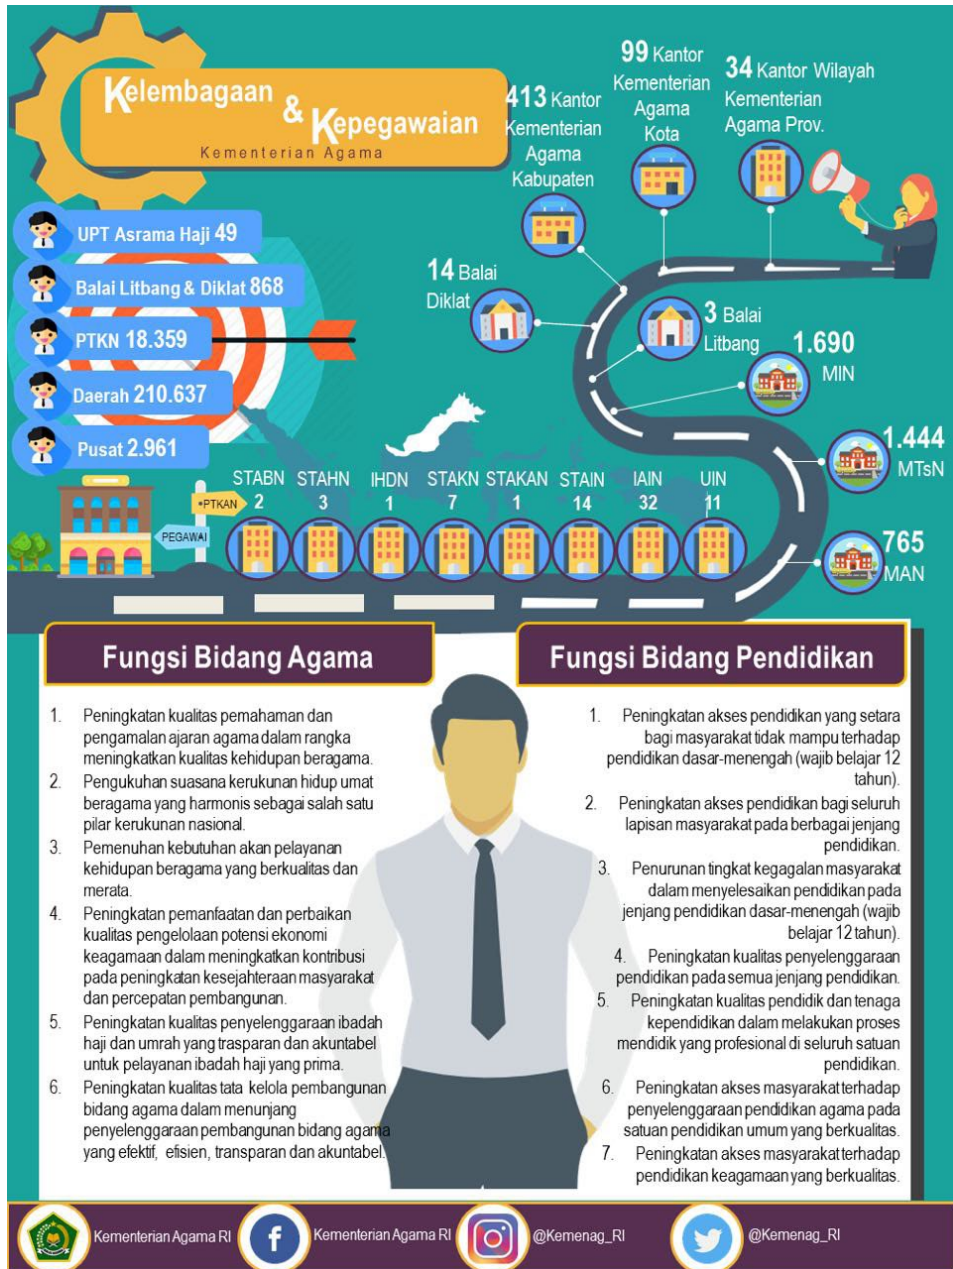 Kelembagaan
&
Kepegawaian
Kementerian Agama
413 Kantor
Kementerian
Agama
Kabupaten
99 Kantor
Kementerian
Agama
Kota
34 Kantor Wilayah
Kementerian
Agama Prov.
UPT Asrama Haji 49
Balai Litbang & Diklat 868
PTKN 18.359
Daerah 210.637
Pusat 2.961
14 Balai
Diklat
3 Balai
Litbang
1.690
MIN
1.444
MTsN
765
MAN
•PTKAN
PEGAWAI
STABN
2
STAHN
3
IHDN
1
STAKN
7
STAKAN
1
STAIN
14
IAIN
32
UIN
11
Fungsi Bidang Agama
1. Peningkatan kualitas pemahaman dan
pengamalan ajaran agama dalam rangka
meningkatkan kualitas kehidupan beragama.
2. Pengukuhan suasana kerukunan hidup umat
beragama yang harmonis sebagai salah satu
pilar kerukunan nasional.
3. Pemenuhan kebutuhan akan pelayanan
kehidupan beragama yang berkualitas dan
merata.
4. Peningkatan pemanfaatan dan perbaikan
kualitas pengelolaan potensi ekonomi
keagamaan dalam meningkatkan kontribusi
pada peningkatan kesejahteraan masyarakat
dan percepatan pembangunan.
5. Peningkatan kualitas penyelenggaraan ibadah
haji dan umrah yang trasparan dan akuntabel
untuk pelayanan ibadah haji yang prima.
6. Peningkatan kualitas tata kelola pembangunan
bidang agama dalam menunjang
penyelenggaraan pembangunan bidang agama
yang efektif, efisien, transparan dan akuntabel.
Fungsi Bidang Pendidikan
1. Peningkatan akses pendidikan yang setara
bagi masyarakat tidak mampu terhadap
pendidikan dasar-menengah (wajib belajar 12
tahun).
2. Peningkatan akses pendidikan bagi seluruh
lapisan masyarakat pada berbagai jenjang
pendidikan.
3. Penurunan tingkat kegagalan masyarakat
dalam menyelesaikan pendidikan pada
jenjang pendidikan dasar-menengah (wajib
belajar 12 tahun).
4. Peningkatan kualitas penyelenggaraan
pendidikan pada semua jenjang pendidikan.
5. Peningkatan kualitas pendidik dan tenaga
kependidikan dalam melakukan proses
mendidik yang profesional di seluruh satuan
pendidikan.
6. Peningkatan akses masyarakat terhadap
penyelenggaraan pendidikan agama pada
satuan pendidikan umum yang berkualitas.
7. Peningkatan akses masyarakat terhadap
pendidikan keagamaan yang berkualitas.
Kementerian Agama RI
Kementerian Agama RI
@Kemenag_RI
@Kemenag_RI